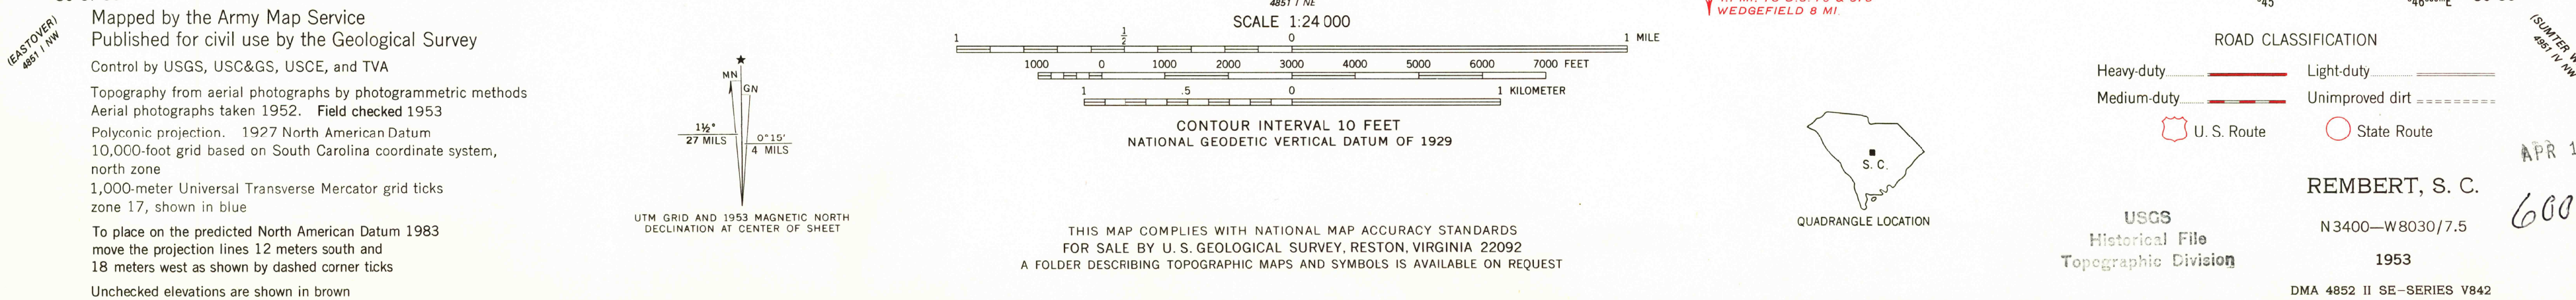 (EASTOVER)
4851 I NW
Mapped by the Army Map Service
Published for civil use by the Geological Survey
Control by USGS, USC&GS, USCE, and TVA
Topography from aerial photographs by photogrammetric methods
Aerial photographs taken 1952. Field checked 1953
Polyconic projection. 1927 North American Datum
10,000-foot grid based on South Carolina coordinate system,
north zone
1,000-meter Universal Transverse Mercator grid ticks
zone 17, shown in blue
To place on the predicted North American Datum 1983
move the projection lines 12 meters south and
18 meters west as shown by dashed corner ticks
Unchecked elevations are shown in brown
MN
GN
1½°
27 MILS
0°15'
4 MILS
UTM GRID AND 1953 MAGNETIC NORTH
DECLINATION AT CENTER OF SHEET
4851 I NE
SCALE 1:24 000
1 ½ 0 1 MILE
1000 0 1000 2000 3000 4000 5000 6000 7000 FEET
1 .5 0 1 KILOMETER
CONTOUR INTERVAL 10 FEET
NATIONAL GEODETIC VERTICAL DATUM OF 1929
THIS MAP COMPLIES WITH NATIONAL MAP ACCURACY STANDARDS
FOR SALE BY U.S. GEOLOGICAL SURVEY, RESTON, VIRGINIA 22092
A FOLDER DESCRIBING TOPOGRAPHIC MAPS AND SYMBOLS IS AVAILABLE ON REQUEST
WEDGEFIELD 8 MI.
S. C.
QUADRANGLE LOCATION
45
46
E
(SUMTER W
4951 IV NW
ROAD CLASSIFICATION
Heavy-duty Light-duty
Medium-duty Unimproved dirt
U. S. Route State Route
APR 1
REMBERT, S. C.
600
N3400—W8030/7.5
1953
DMA 4852 II SE-SERIES V842
USGS
Historical File
Topographic Division